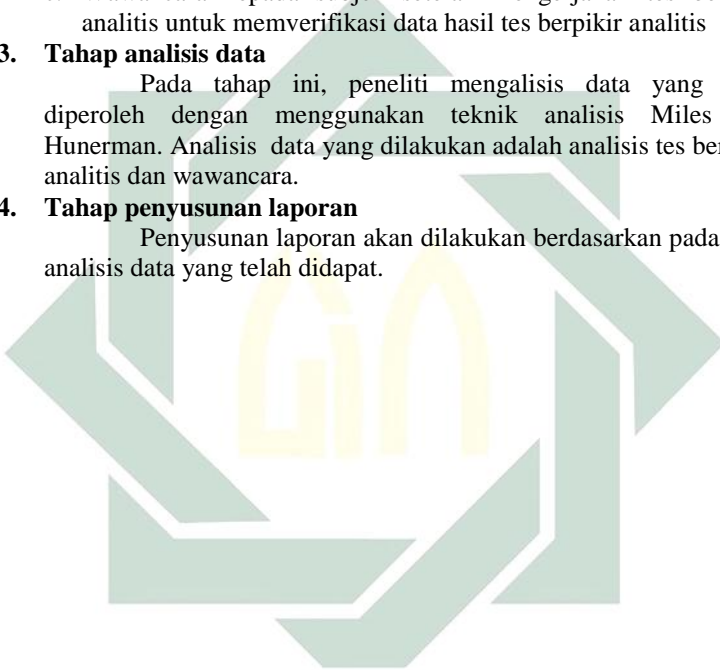 analitis untuk memverifikasi data hasil tes berpikir analitis
3. Tahap analisis data
Pada tahap ini, peneliti mengalisis data yang
diperoleh dengan menggunakan teknik analisis Miles
Hunerman. Analisis data yang dilakukan adalah analisis tes ber
analitis dan wawancara.
4. Tahap penyusunan laporan
Penyusunan laporan akan dilakukan berdasarkan pada
analisis data yang telah didapat.